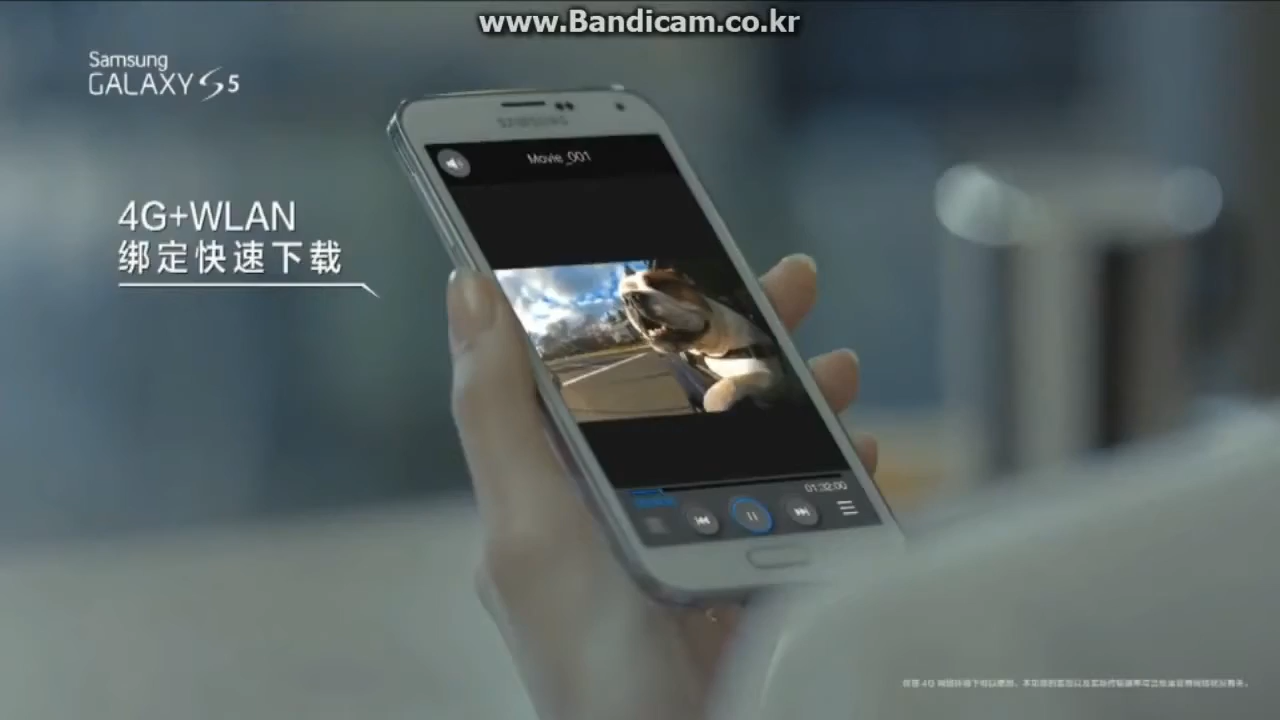 www.Bandicam.co.kr
Samsung
GALAXY S5
SAMSUNG
Movie_001
4G+WLAN
绑定快速下载
01:32:00